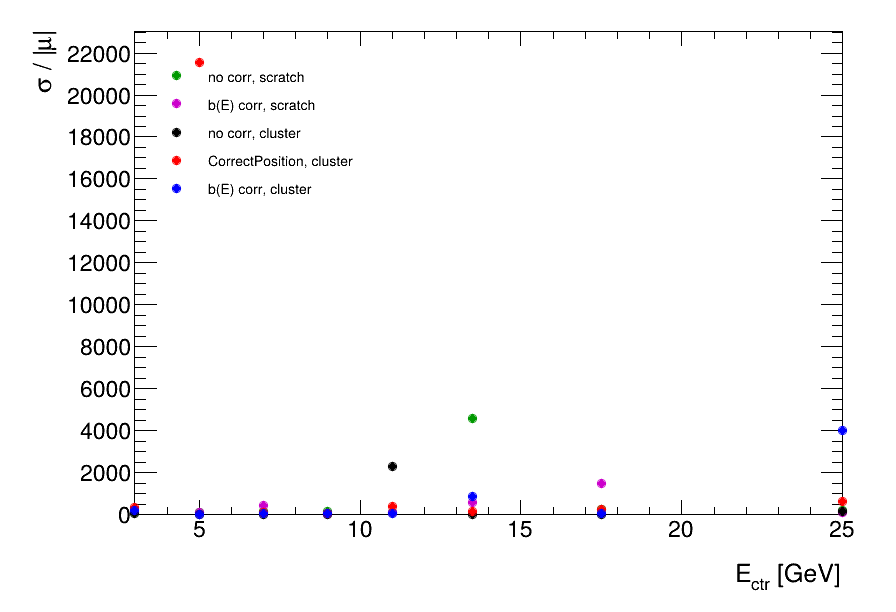 σ / |μ|
22000
20000
18000
16000
14000
12000
10000
8000
6000
4000
2000
0
no corr, scratch
b(E) corr, scratch
no corr, cluster
CorrectPosition, cluster
b(E) corr, cluster
5 10 15 20 25
E_ctr [GeV]